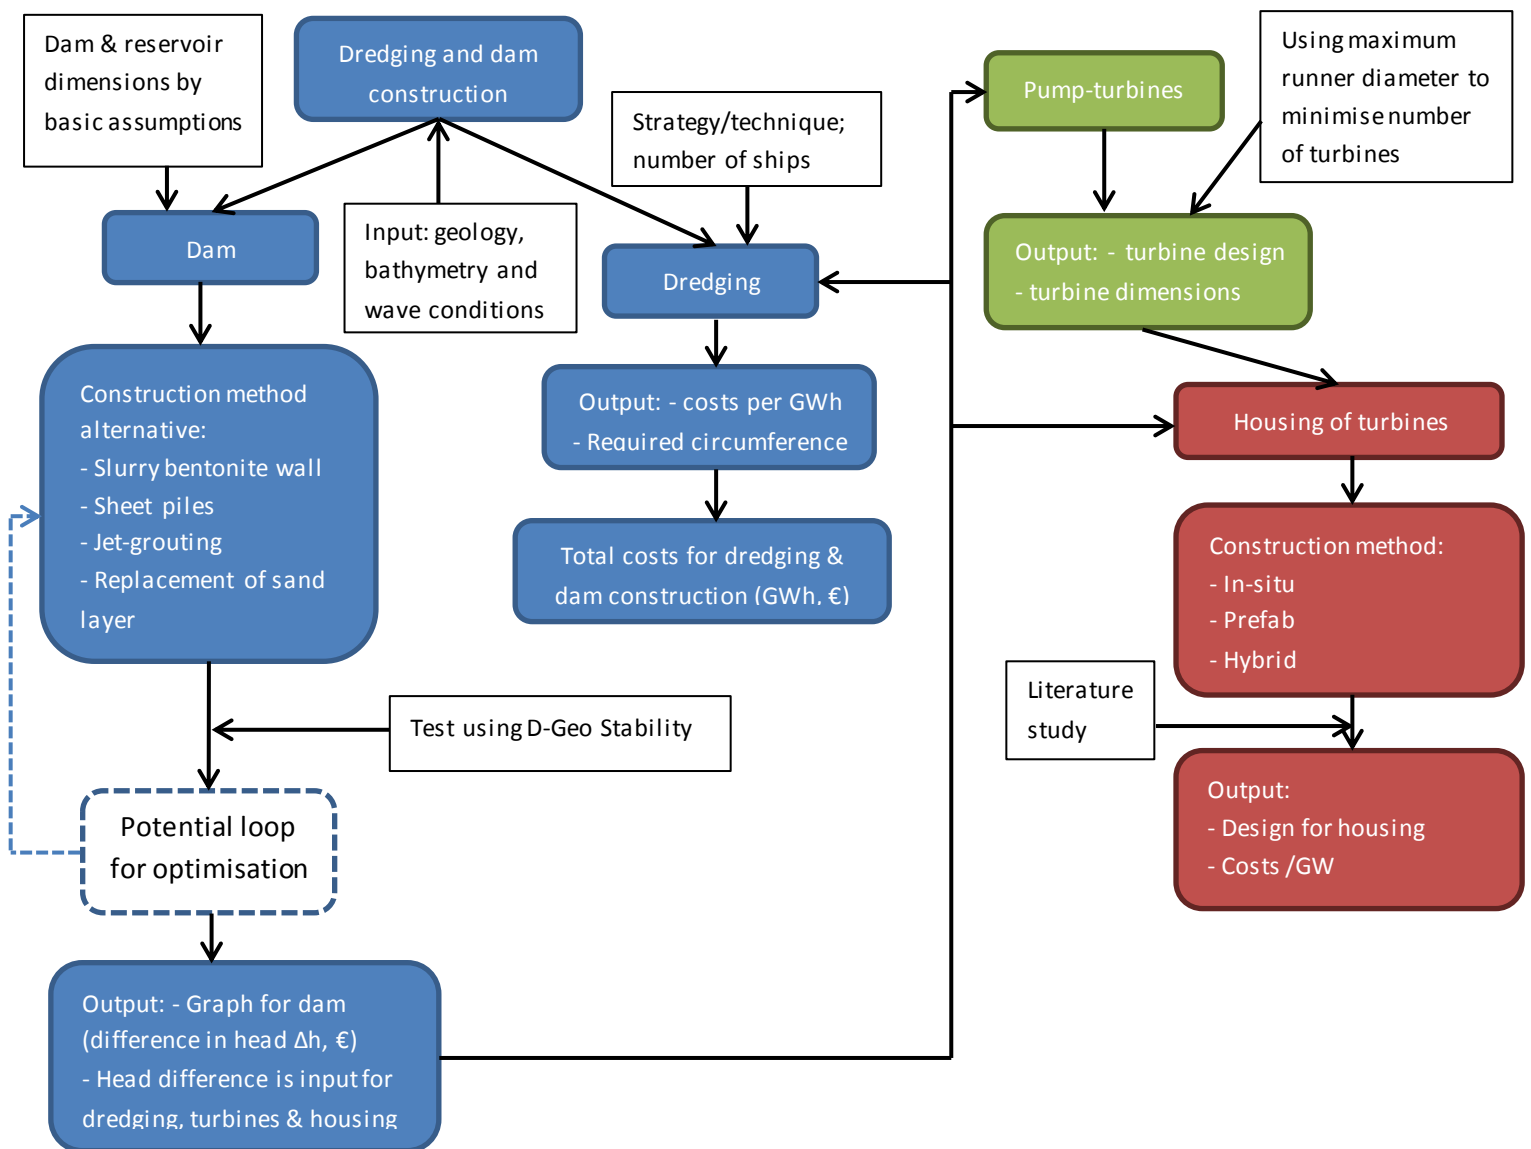 Dam & reservoir
dimensions by
basic assumptions
Dredging and dam
construction
Strategy/technique;
number of ships
Pump-turbines
Using maximum
runner diameter to
minimise number
of turbines
Dam
Input: geology,
bathymetry and
wave conditions
Dredging
Output: - turbine design
- turbine dimensions
Construction method
alternative:
- Slurry bentonite wall
- Sheet piles
- Jet-grouting
- Replacement of sand
layer
Output: - costs per GWh
- Required circumference
Total costs for dredging &
dam construction (GWh, €)
Housing of turbines
Construction method:
- In-situ
- Prefab
- Hybrid
Literature
study
Test using D-Geo Stability
Output:
- Design for housing
- Costs /GW
Potential loop
for optimisation
Output: - Graph for dam
(difference in head Δh, €)
- Head difference is input for
dredging, turbines & housing